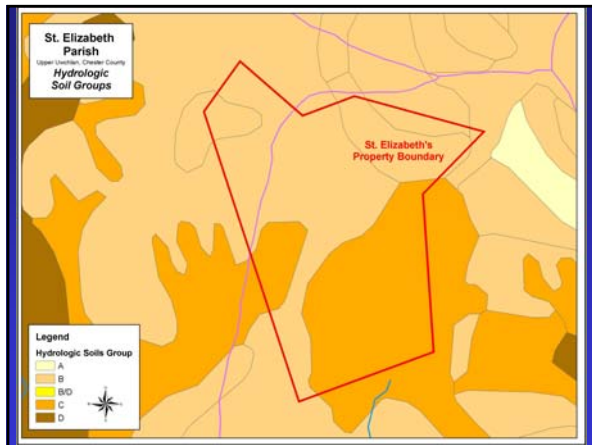 St. Elizabeth
Parish
Upper Uwchlan, Chester County
Hydrologic
Soil Groups
St. Elizabeth's
Property Boundary
Legend
Hydrologic Soils Group
A
B
B/D
C
D